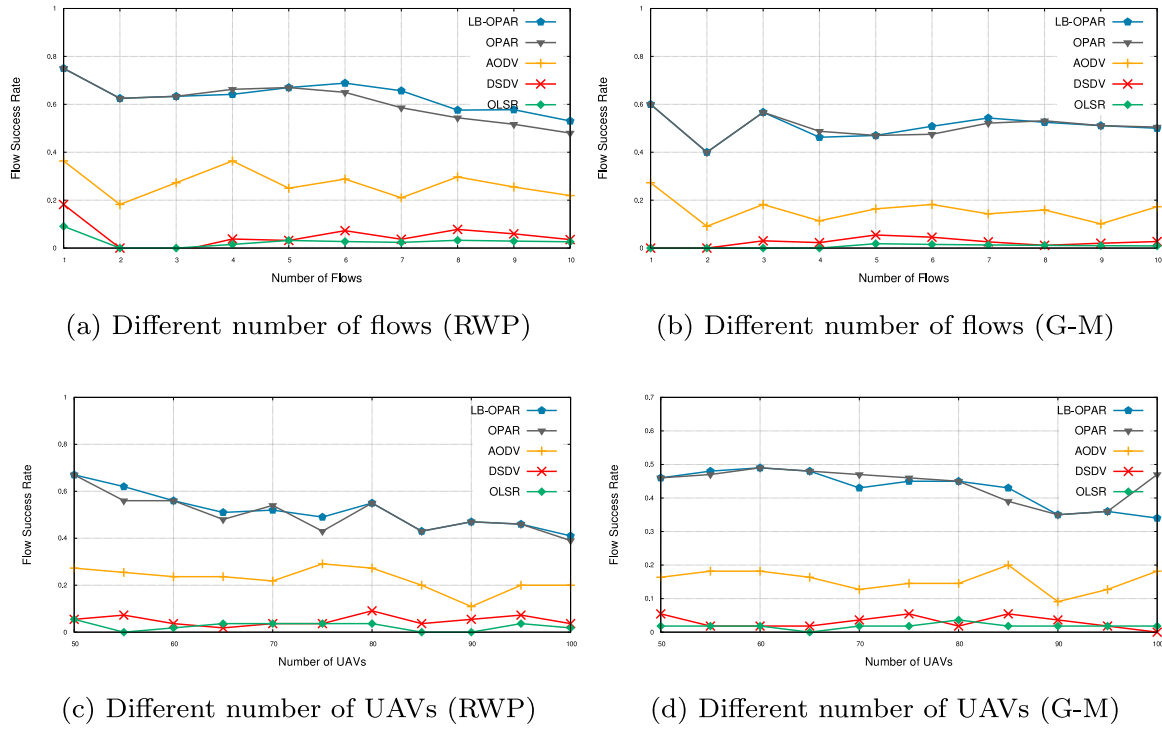 1
0.8
0.6
0.4
0.2
0
1 2 3 4 5 6 7 8 9 10
Flow Success Rate
Number of Flows
LB-OPAR
OPAR
AODV
DSDV
OLSR
(a) Different number of flows (RWP)
1
0.8
0.6
0.4
0.2
0
1 2 3 4 5 6 7 8 9 10
Flow Success Rate
Number of Flows
LB-OPAR
OPAR
AODV
DSDV
OLSR
(b) Different number of flows (G-M)
1
0.8
0.6
0.4
0.2
0
50 60 70 80 90 100
Flow Success Rate
Number of UAVs
LB-OPAR
OPAR
AODV
DSDV
OLSR
(c) Different number of UAVs (RWP)
0.7
0.6
0.5
0.4
0.3
0.2
0.1
0
50 60 70 80 90 100
Flow Success Rate
Number of UAVs
LB-OPAR
OPAR
AODV
DSDV
OLSR
(d) Different number of UAVs (G-M)